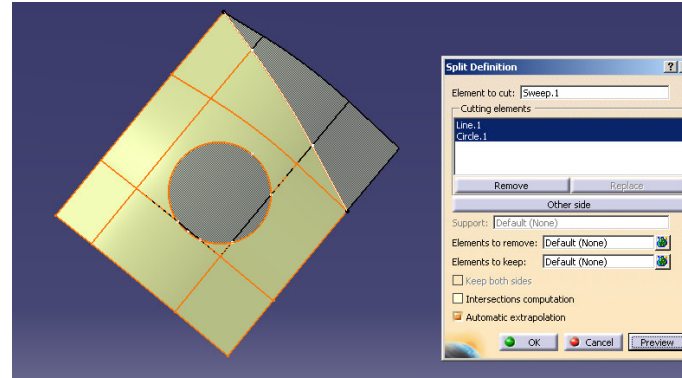 Split Definition
?
Element to cut: Sweep.1
Cutting elements
Line.1
Circle.1
Remove
Replace
Other side
Support: Default (None)
Elements to remove: Default (None)
Elements to keep: Default (None)
Keep both sides
Intersections computation
Automatic extrapolation
OK
Cancel
Preview